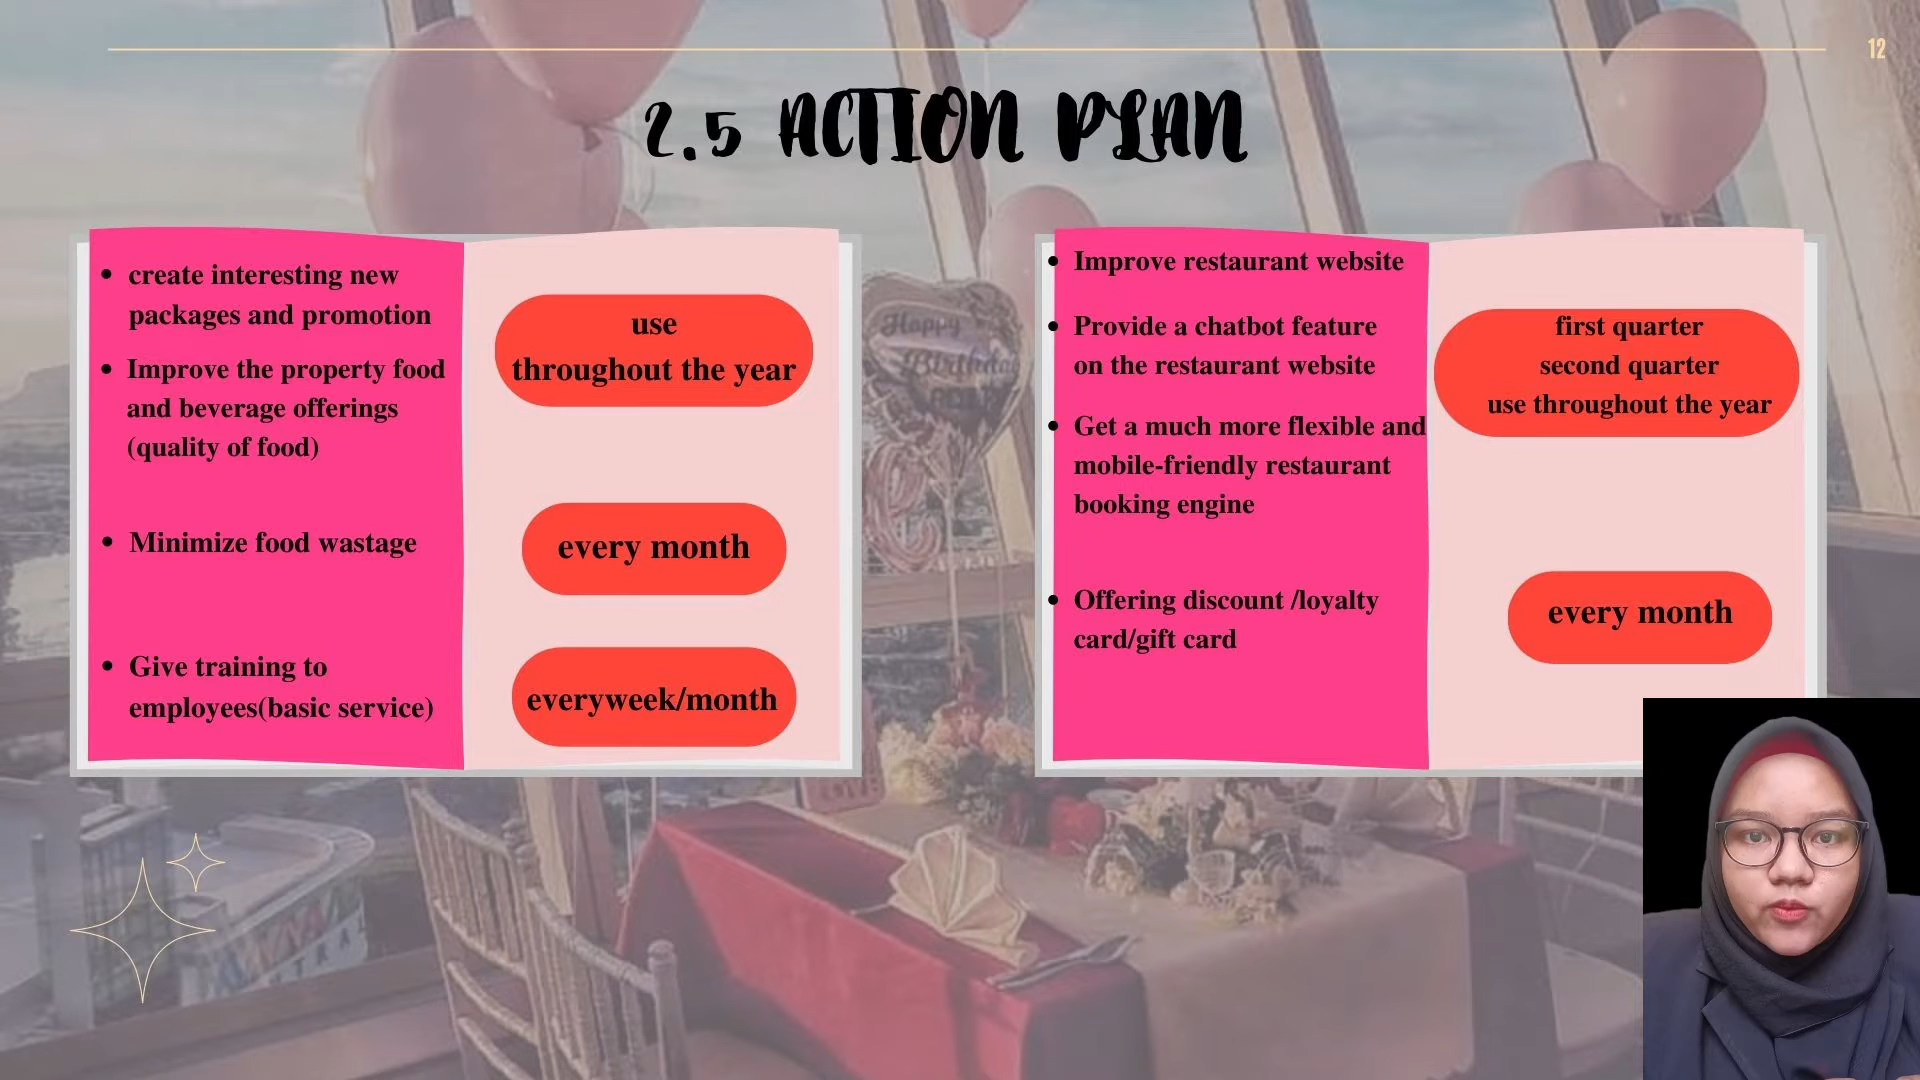 12
2.5 ACTION PLAN
• create interesting new
packages and promotion
• Improve the property food
and beverage offerings
(quality of food)
use
throughout the year
• Minimize food wastage
every month
• Give training to
employees(basic service)
everyweek/month
• Improve restaurant website
• Provide a chatbot feature
on the restaurant website
• Get a much more flexible and
mobile-friendly restaurant
booking engine
first quarter
second quarter
use throughout the year
• Offering discount /loyalty
card/gift card
every month
Happy
Birthday